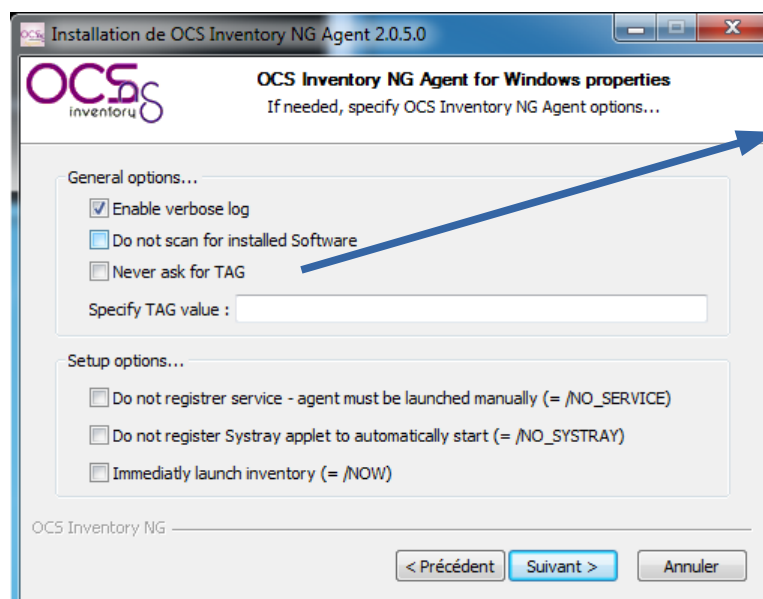 Installation de OCS Inventory NG Agent 2.0.5.0
OCSng
inventory
OCS Inventory NG Agent for Windows properties
If needed, specify OCS Inventory NG Agent options...
General options...
Enable verbose log
Do not scan for installed Software
Never ask for TAG
Specify TAG value :
Setup options...
Do not registrer service - agent must be launched manually (= /NO_SERVICE)
Do not register Systray applet to automatically start (= /NO_SYSTRAY)
Immediatly launch inventory (= /NOW)
OCS Inventory NG
< Précédent
Suivant >
Annuler